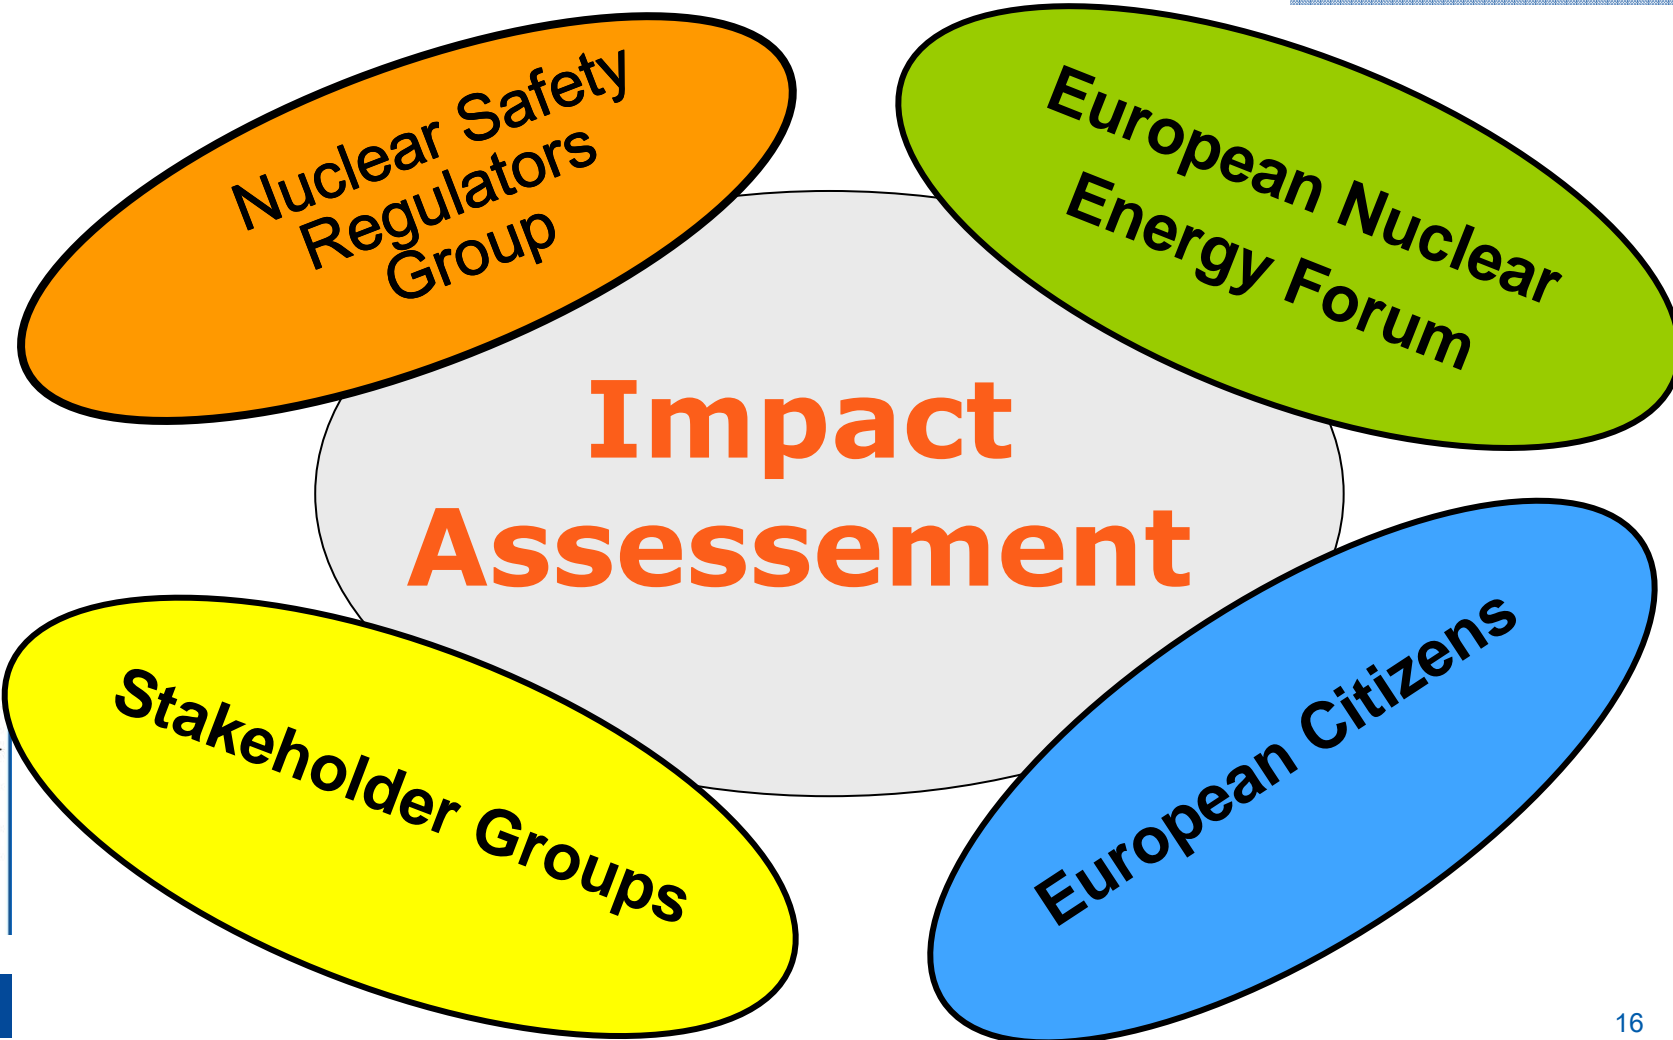 Nuclear Safety
Regulators
Group
European Nuclear
Energy Forum
Impact
Assessement
Stakeholder Groups
European Citizens
16